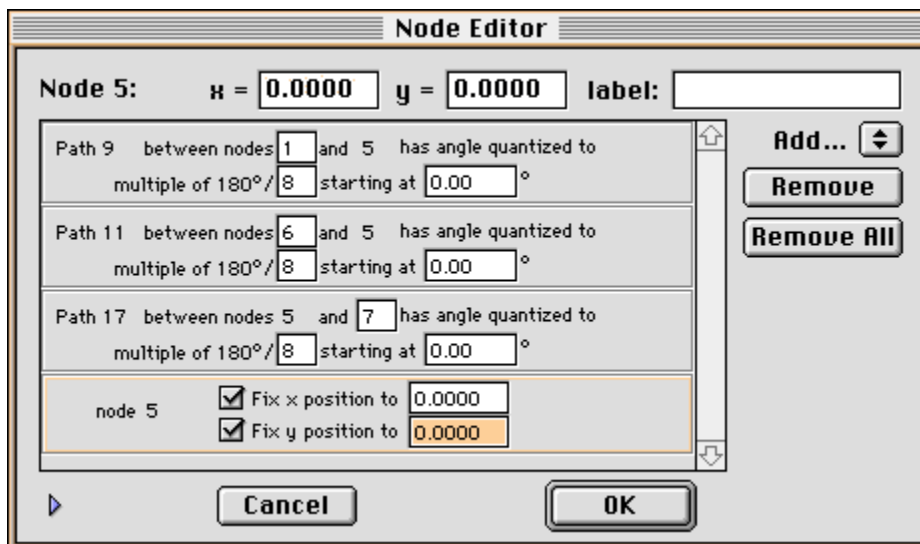 Node Editor
Node 5: x = 0.0000 y = 0.0000 label:
Add...
Path 9 between nodes 1 and 5 has angle quantized to
multiple of 180°/ 8 starting at 0.00 °
Remove
Path 11 between nodes 6 and 5 has angle quantized to
Remove All
multiple of 180°/ 8 starting at 0.00 °
Path 17 between nodes 5 and 7 has angle quantized to
multiple of 180°/ 8 starting at 0.00 °
node 5
Fix x position to 0.0000
Fix y position to 0.0000
Cancel OK